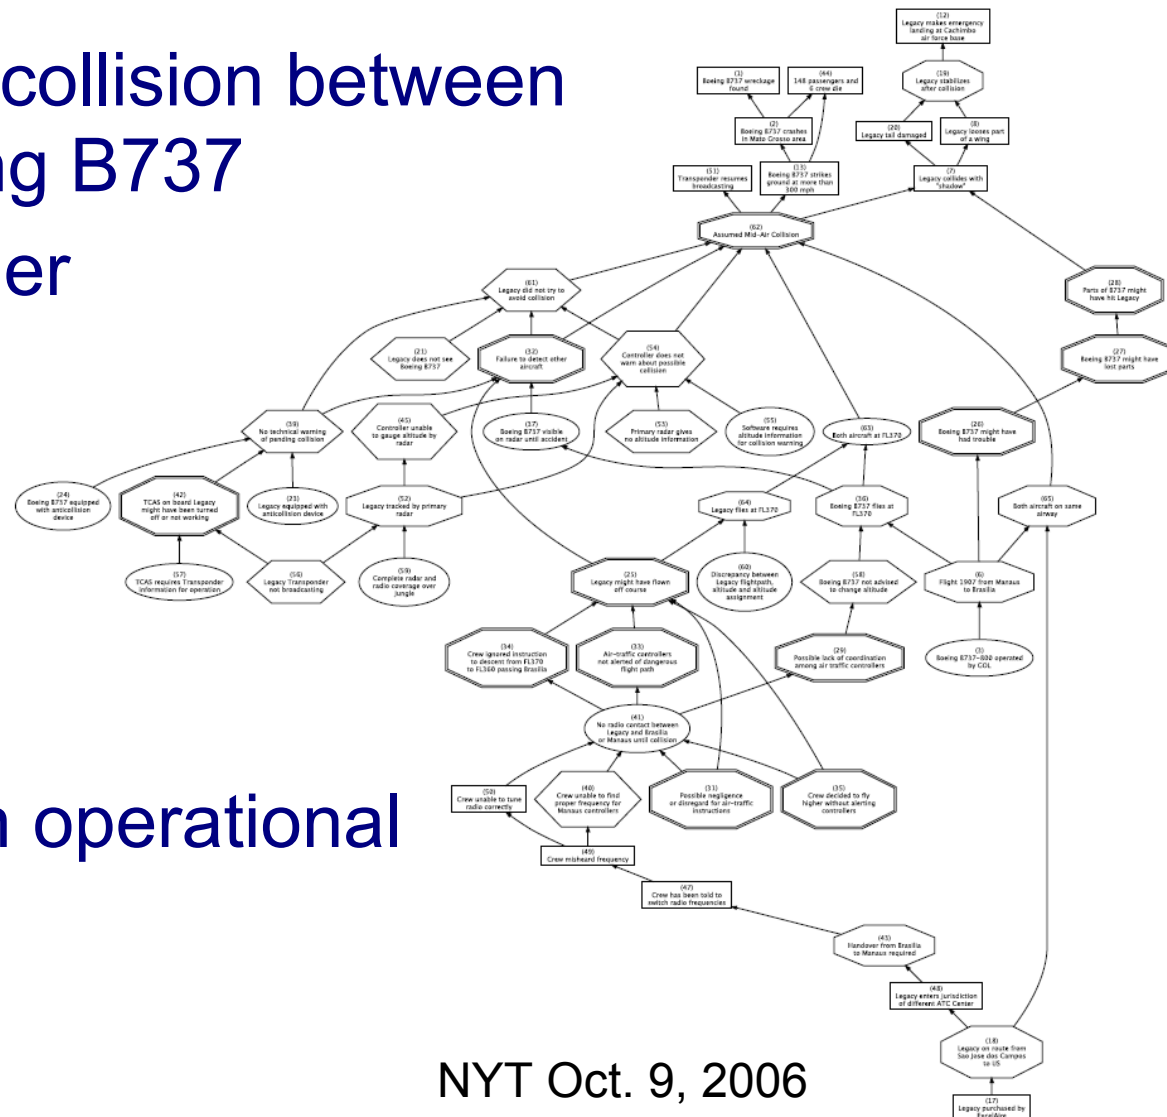 collision between
ng B737
er
n operational
NYT Oct. 9, 2006
(12)
Legacy makes emergency
landing at Cachimbo
air force base
(1)
Boeing B737 wreckage
found
(44)
148 passengers and
6 crew die
(19)
Legacy stabilizes
after collision
(2)
Boeing B737 crashes
in Mato Grosso area
(20)
Legacy tail damaged
(8)
Legacy looses part
of a wing
(51)
Transponder resumes
broadcasting
(13)
Boeing B737 strikes
ground at more than
300 mph
(7)
Legacy collides with
"shadow"
(62)
Assumed Mid-Air Collision
(61)
Legacy did not try to
avoid collision
(28)
Parts of B737 might
have hit Legacy
(21)
Legacy does not see
Boeing B737
(32)
Failure to detect other
aircraft
(54)
Controller does not
warn about possible
collision
(27)
Boeing B737 might have
lost parts
(39)
No technical warning
of pending collision
(45)
Controller unable
to gauge altitude by
radar
(37)
Boeing B737 visible
on radar until accident
(53)
Primary radar gives
no altitude information
(55)
Software requires
altitude information
for collision warning
(63)
Both aircraft at FL370
(26)
Boeing B737 might have
had trouble
(24)
Boeing B737 equipped
with anticollision
device
(42)
TCAS on board Legacy
might have been turned
off or not working
(23)
Legacy equipped with
anticollision device
(52)
Legacy tracked by primary
radar
(64)
Legacy flies at FL370
(36)
Boeing B737 flies at
FL370
(65)
Both aircraft on same
airway
(57)
TCAS requires Transponder
information for operation
(56)
Legacy Transponder
not broadcasting
(59)
Complete radar and
radio coverage over
jungle
(25)
Legacy might have flown
off course
(60)
Discrepancy between
Legacy flightpath,
altitude and altitude
assignment
(58)
Boeing B737 not advised
to change altitude
(6)
Flight 1907 from Manaus
to Brasilia
(34)
Crew ignored instruction
to descent from FL370
to FL360 passing Brasilia
(33)
Air-traffic controllers
not alerted of dangerous
flight path
(29)
Possible lack of coordination
among air traffic controllers
(3)
Boeing B737-800 operated
by GOL
(41)
No radio contact between
Legacy and Brasilia
or Manaus until collision
(50)
Crew unable to tune
radio correctly
(40)
Crew unable to find
proper frequency for
Manaus controllers
(31)
Possible negligence
or disregard for air-traffic
instructions
(35)
Crew decided to fly
higher without alerting
controllers
(49)
Crew misheard frequency
(47)
Crew has been told to
switch radio frequencies
Handover from Brasilia
to Manaus required
(48)
Legacy enters jurisdiction
of different ATC Center
(18)
Legacy on route from
Sao Jose dos Campos
to US
(17)
Legacy purchased by
ExcelAire